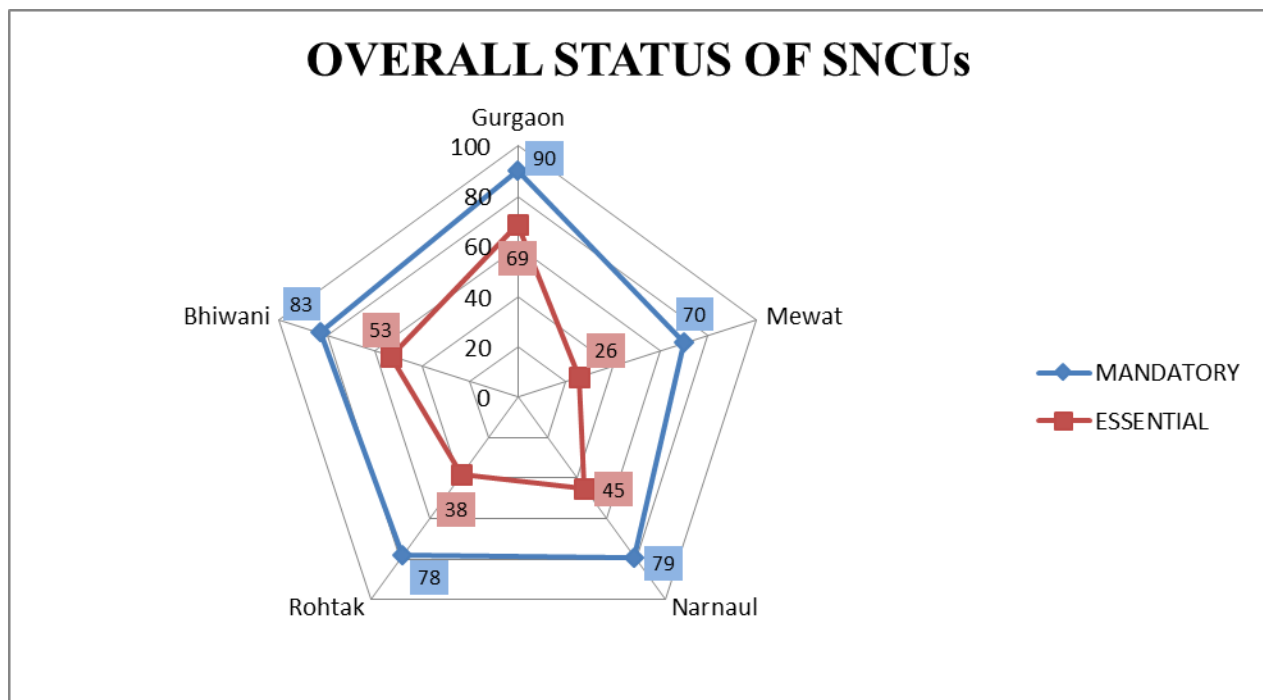 OVERALL STATUS OF SNCUs
Gurgaon
100
90
80
69
60
40
20
0
Bhiwani
83
53
70
Mewat
26
38
45
78
79
Rohtak
Narnaul
MANDATORY
ESSENTIAL